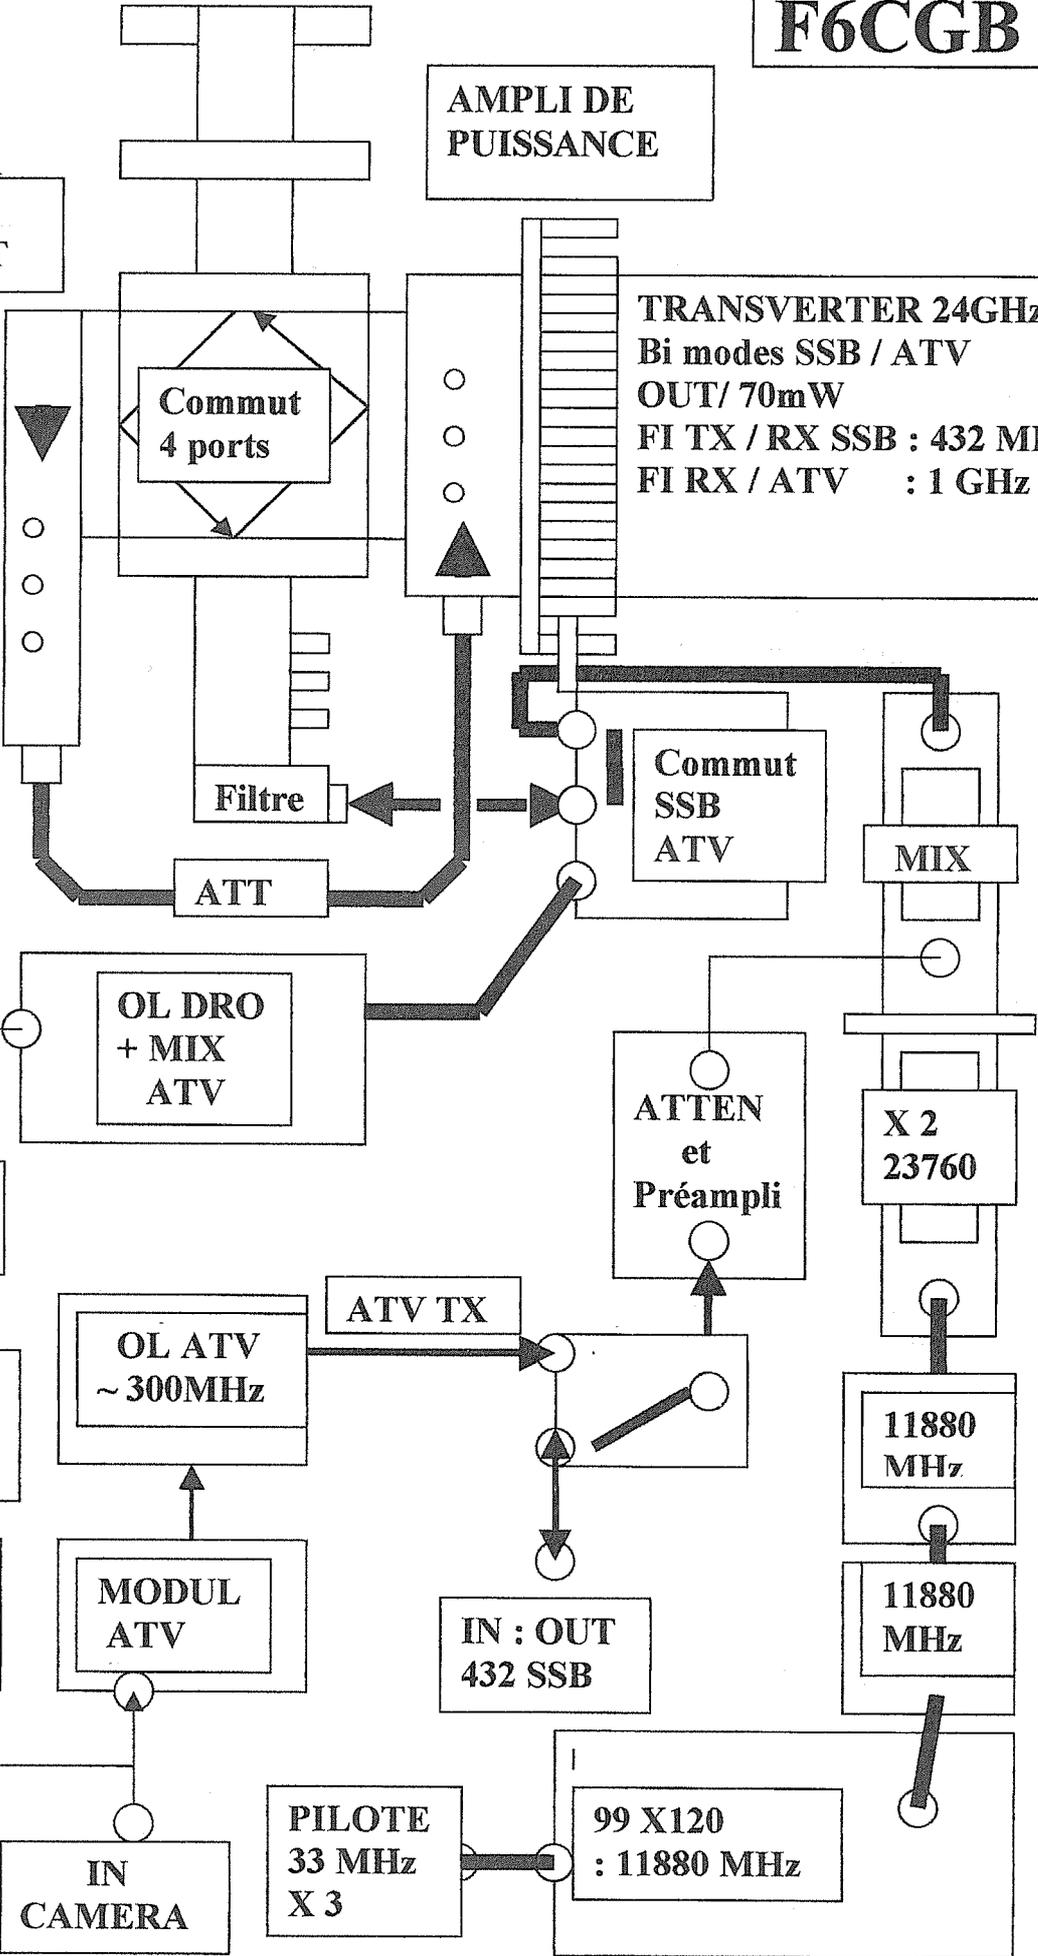 F6CGB
AMPLI DE
PUISSANCE
TRANSVERTER 24GHz
Bi modes SSB / ATV
OUT/ 70mW
FI TX / RX SSB : 432
FI RX / ATV : 1 GHz
Commut
4 ports
Filtre
Commut
SSB
ATV
MIX
ATT
OL DRO
+ MIX
ATV
ATTEN
et
Préampli
X 2
23760
ATV TX
OL ATV
~ 300MHz
11880
MHz
MODUL
ATV
11880
MHz
IN : OUT
432 SSB
PILOTE
33 MHz
X 3
99 X120
: 11880 MHz
IN
CAMERA